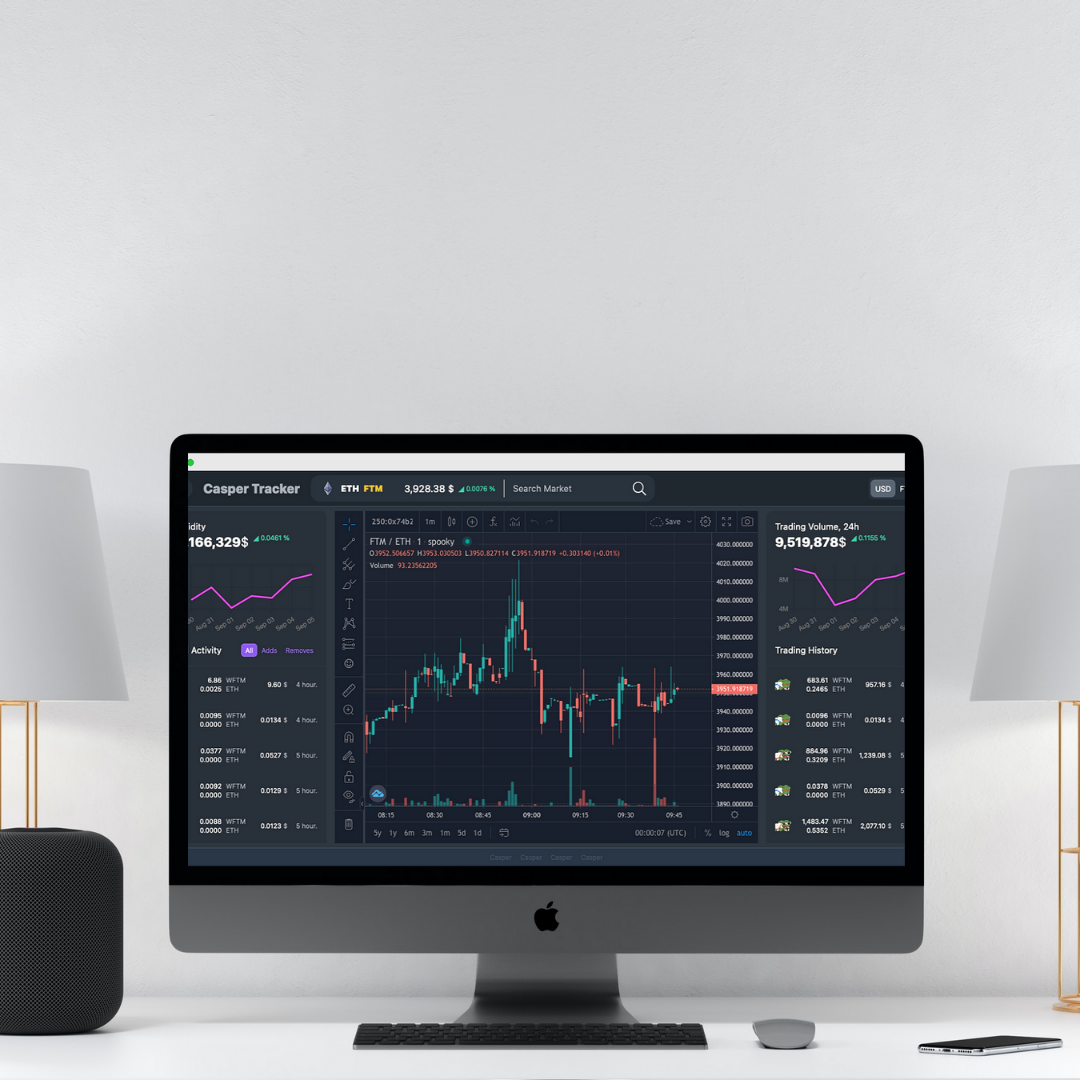 Casper Tracker
ETH FTM
3,928.38 $ 0.0076 %
Search Market
USD F
idity
166,329$ 0.0461 %
Aug 31 Sep 01 Sep 02 Sep 03 Sep 04 Sep 05
Activity All Adds Removes
6.86 WFTM
0.0025 ETH
9.60 $ 4 hour.
0.0095 WFTM
0.0000 ETH
0.0134 $ 4 hour.
0.0377 WFTM
0.0000 ETH
0.0527 $ 5 hour.
0.0092 WFTM
0.0000 ETH
0.0129 $ 5 hour.
0.0088 WFTM
0.0000 ETH
0.0123 $ 5 hour.
250:0x74b2 1m Save
FTM / ETH · 1 · spooky
O3952.506657 H3953.030503 L3950.827114 C3951.918719 +0.303140 (+0.01%)
Volume 93.23562205
4030.000000
4020.000000
4010.000000
4000.000000
3990.000000
3980.000000
3970.000000
3960.000000
3951.918719
3940.000000
3930.000000
3920.000000
3910.000000
3900.000000
3890.000000
08:15 08:30 08:45 09:00 09:15 09:30 09:45
5y 1y 6m 3m 1m 5d 1d
00:00:07 (UTC) % log auto
Trading Volume, 24h
9,519,878$ 0.1155 %
8M
4M
Aug 30 Aug 31 Sep 01 Sep 02 Sep 03 Sep 04
Trading History
683.61 WFTM
0.2465 ETH
957.16 $ 4
0.0096 WFTM
0.0000 ETH
0.0134 $ 4
884.96 WFTM
0.3209 ETH
1,239.08 $ 5
0.0378 WFTM
0.0000 ETH
0.0529 $ 5
1,483.47 WFTM
0.5352 ETH
2,077.10 $ 5
Casper Casper Casper Casper